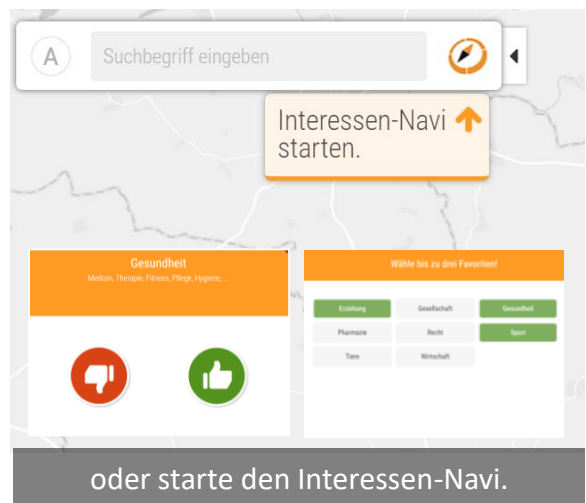 A
Suchbegriff eingeben
Interessen-Navi
starten.
Gesundheit
Medizin, Therapie, Fitness, Pflege, Hygiene, ...
Wähle bis zu drei Favoriten!
Erziehung Gesellschaft Gesundheit
Pharmazie Recht Sport
Tiere Wirtschaft
oder starte den Interessen-Navi.